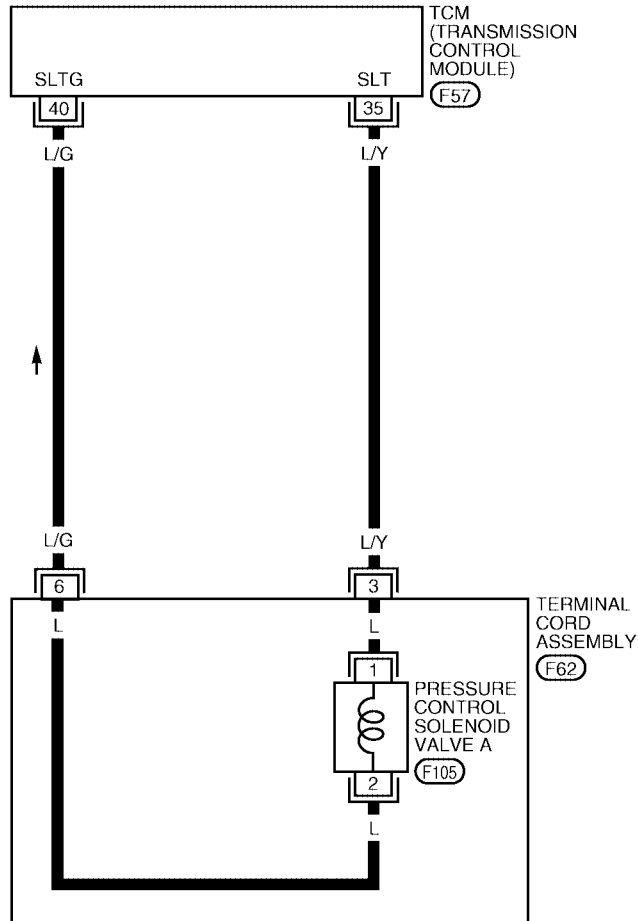 TCM
(TRANSMISSION
CONTROL
MODULE)
F57
SLTG
SLT
40
35
L/G
L/Y
L/G
L/Y
6
3
TERMINAL
CORD
ASSEMBLY
F62
L
L
1
PRESSURE
CONTROL
SOLENOID
VALVE A
F105
2
L